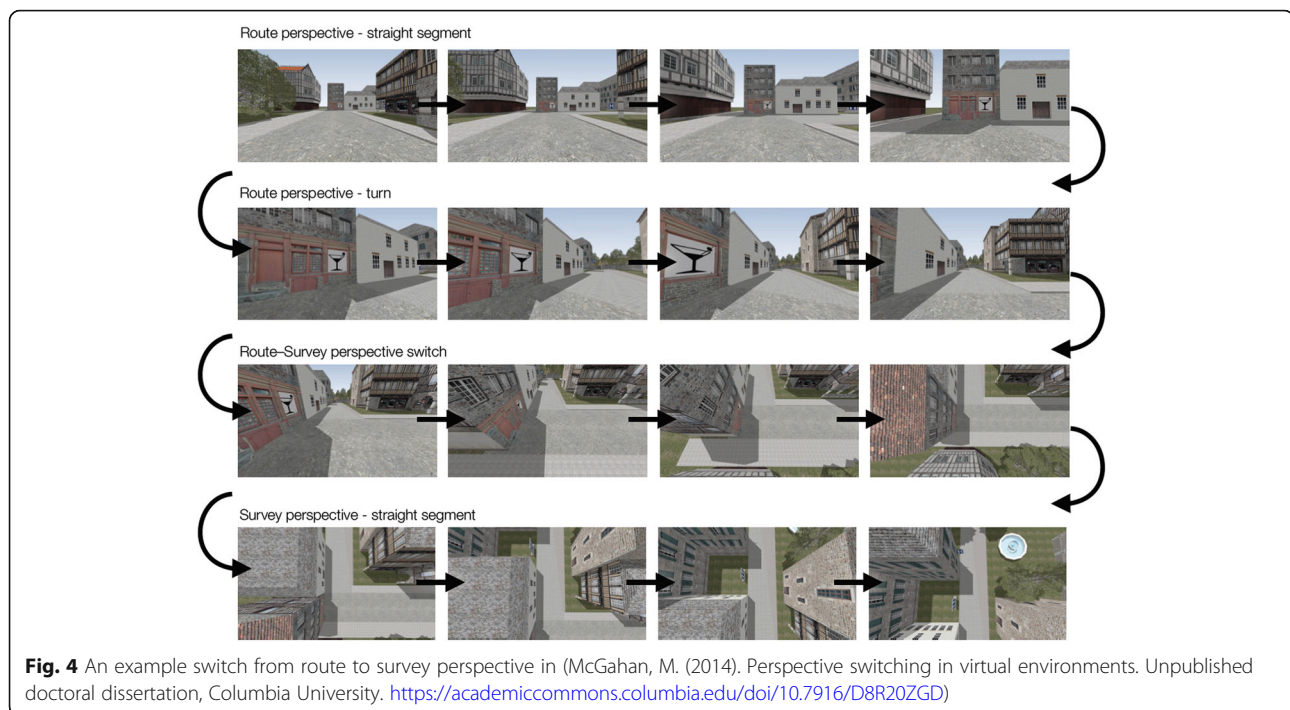 Route perspective - straight segment
Route perspective - turn
Route–Survey perspective switch
Survey perspective - straight segment
Fig. 4 An example switch from route to survey perspective in (McGahan, M. (2014). Perspective switching in virtual environments. Unpublished
doctoral dissertation, Columbia University. https://academiccommons.columbia.edu/doi/10.7916/D8R20ZGD)